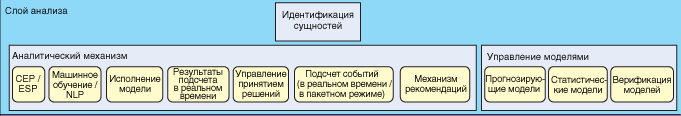 Слой анализа
Идентификация
сущностей
Аналитический механизм
CEP /
ESP
Машинное
обучение /
NLP
Исполнение
модели
Результаты
подсчета
в реальном
времени
Управление
принятием
решений
Подсчет событий
(в реальном времени /
в пакетном режиме)
Механизм
рекомендаций
Управление моделями
Прогнозирую-
щие модели
Статистичес-
кие модели
Верификация
моделей